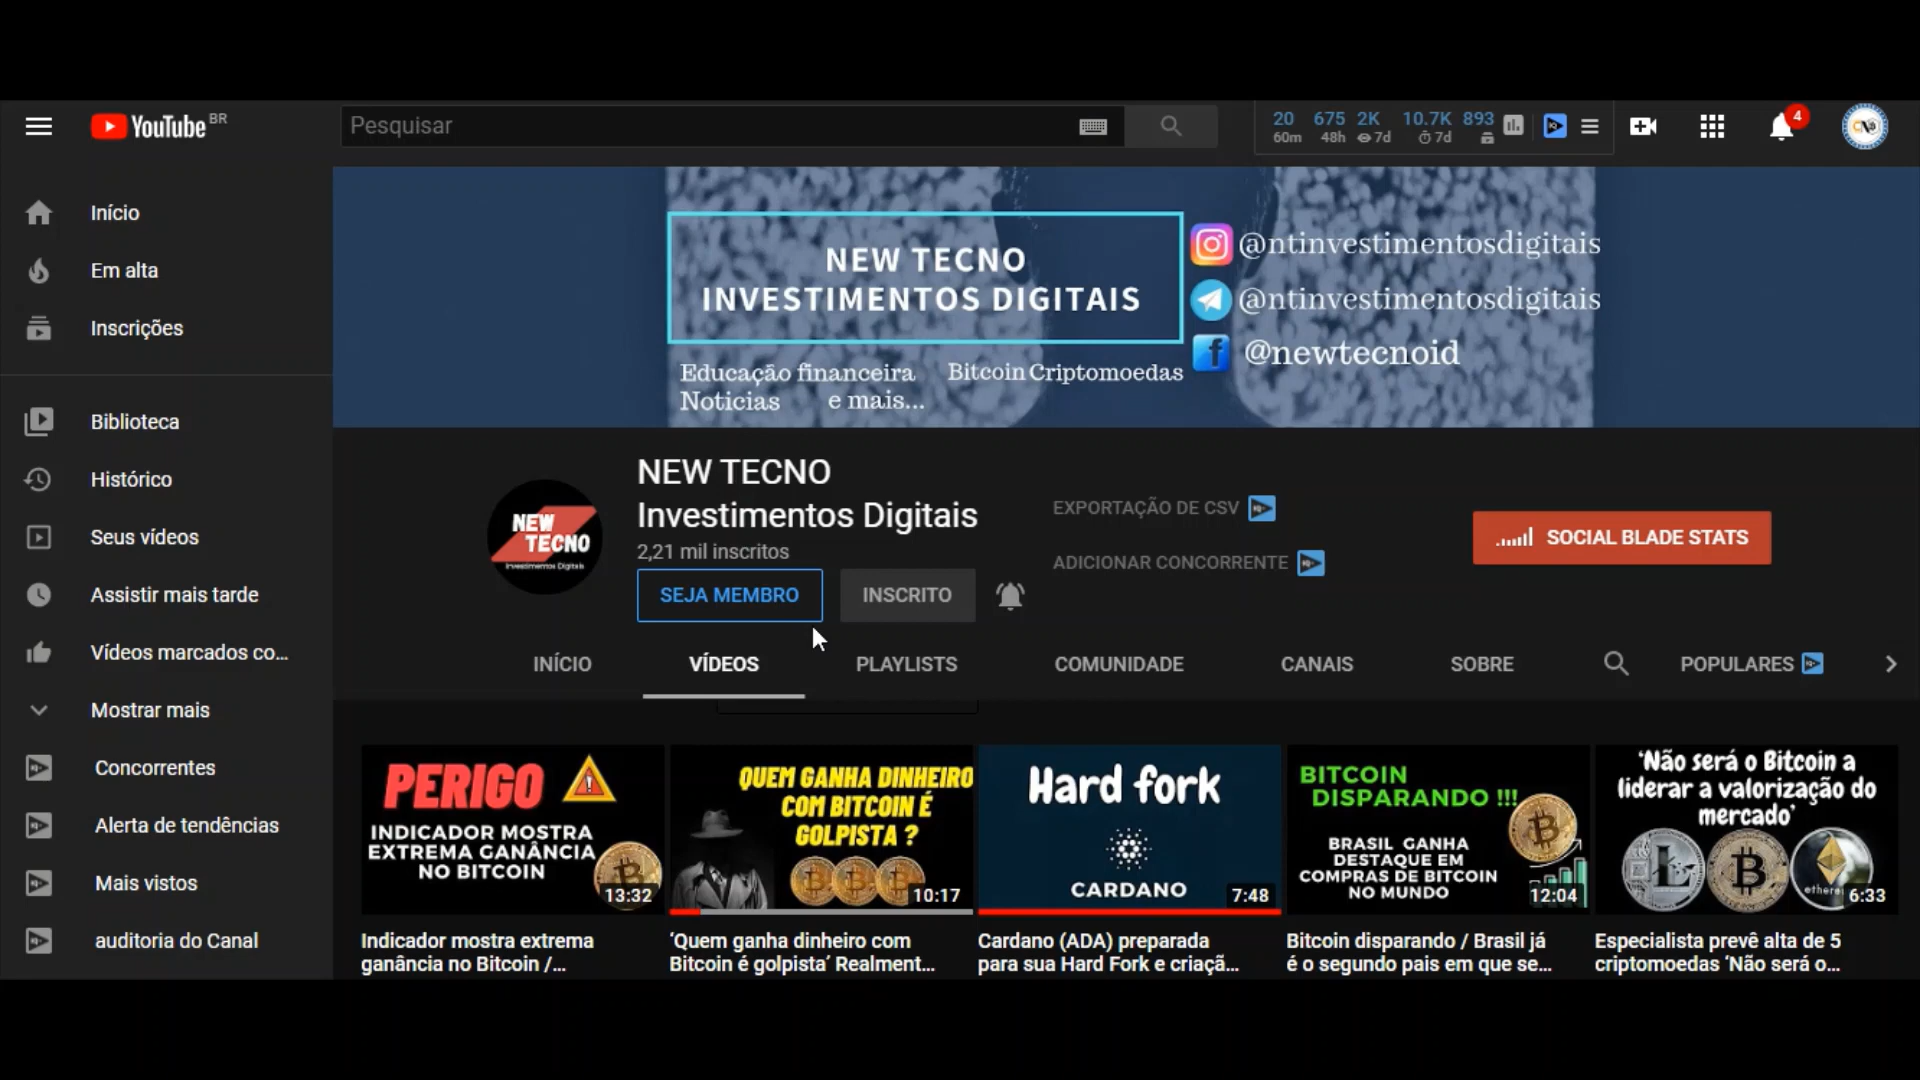 YouTube BR
Pesquisar
20 675 2K 10.7K 893
60m 48h 7d 7d
4
Início
Em alta
Inscrições
Biblioteca
Histórico
Seus vídeos
Assistir mais tarde
Vídeos marcados co...
Mostrar mais
Concorrentes
Alerta de tendências
Mais vistos
auditoria do Canal
NEW TECNO
INVESTIMENTOS DIGITAIS
Educação financeira Bitcoin Criptomoedas
Noticias e mais...
@ntinvestimentosdigitais
@ntinvestimentosdigitais
@newtecnoid
NEW
TECNO
Investimentos Digitais
NEW TECNO
Investimentos Digitais
2,21 mil inscritos
SEJA MEMBRO
INSCRITO
EXPORTAÇÃO DE CSV
ADICIONAR CONCORRENTE
SOCIAL BLADE STATS
INÍCIO VÍDEOS PLAYLISTS COMUNIDADE CANAIS SOBRE POPULARES
PERIGO
INDICADOR MOSTRA
EXTREMA GANÂNCIA
NO BITCOIN
13:32
Indicador mostra extrema
ganância no Bitcoin /...
QUEM GANHA DINHEIRO
COM BITCOIN É
GOLPISTA ?
10:17
‘Quem ganha dinheiro com
Bitcoin é golpista’ Realment...
Hard fork
CARDANO
7:48
Cardano (ADA) preparada
para sua Hard Fork e criaçã...
BITCOIN
DISPARANDO !!!
BRASIL GANHA
DESTAQUE EM
COMPRAS DE BITCOIN
NO MUNDO
12:04
Bitcoin disparando / Brasil já
é o segundo pais em que se...
‘Não será o Bitcoin a
liderar a valorização do
mercado’
6:33
Especialista prevê alta de 5
criptomoedas ‘Não será o...